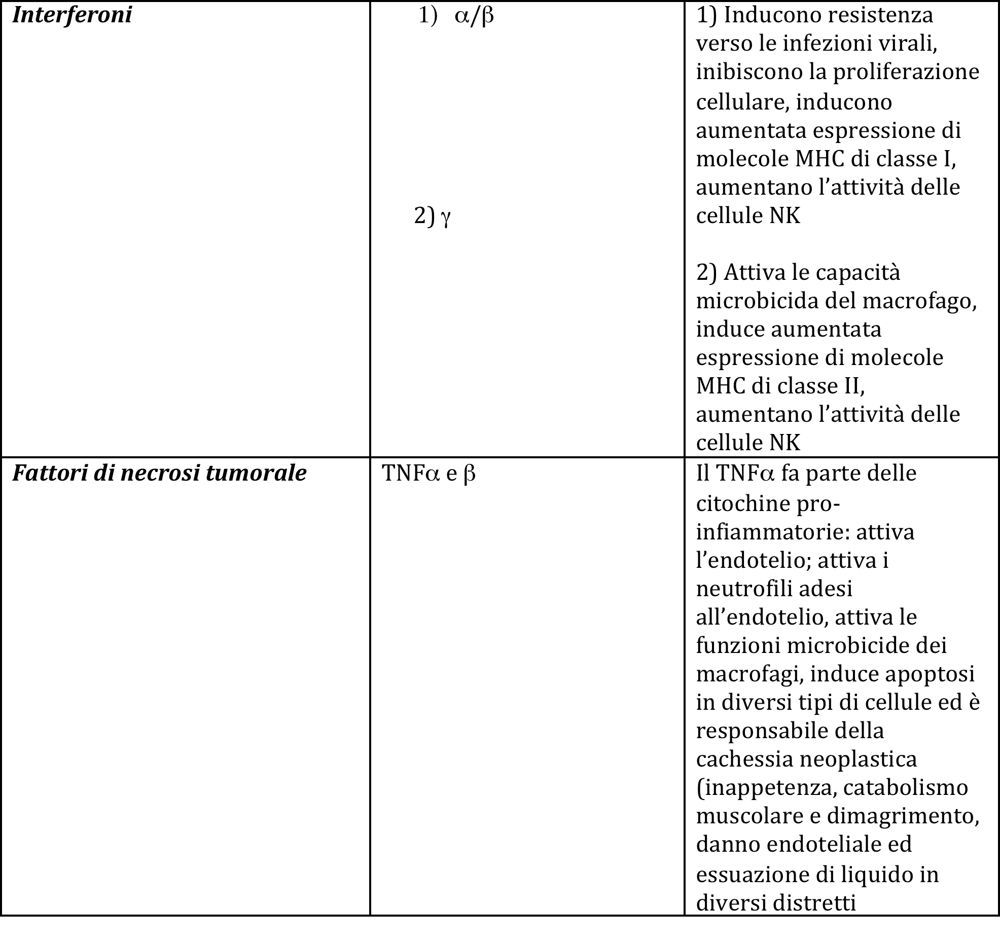 Interferoni
1) α/β
2) γ
1) Inducono resistenza
verso le infezioni virali,
inibiscono la proliferazione
cellulare, inducono
aumentata espressione di
molecole MHC di classe I,
aumentano l’attività delle
cellule NK
2) Attiva le capacità
microbicida del macrofago,
induce aumentata
espressione di molecole
MHC di classe II,
aumentano l’attività delle
cellule NK
Fattori di necrosi tumorale
TNFα e β
Il TNFα fa parte delle
citochine pro-
infiammatorie: attiva
l’endotelio; attiva i
neutrofili adesi
all’endotelio, attiva le
funzioni microbicide dei
macrofagi, induce apoptosi
in diversi tipi di cellule ed è
responsabile della
cachessia neoplastica
(inappetenza, catabolismo
muscolare e dimagrimento,
danno endoteliale ed
essuazione di liquido in
diversi distretti